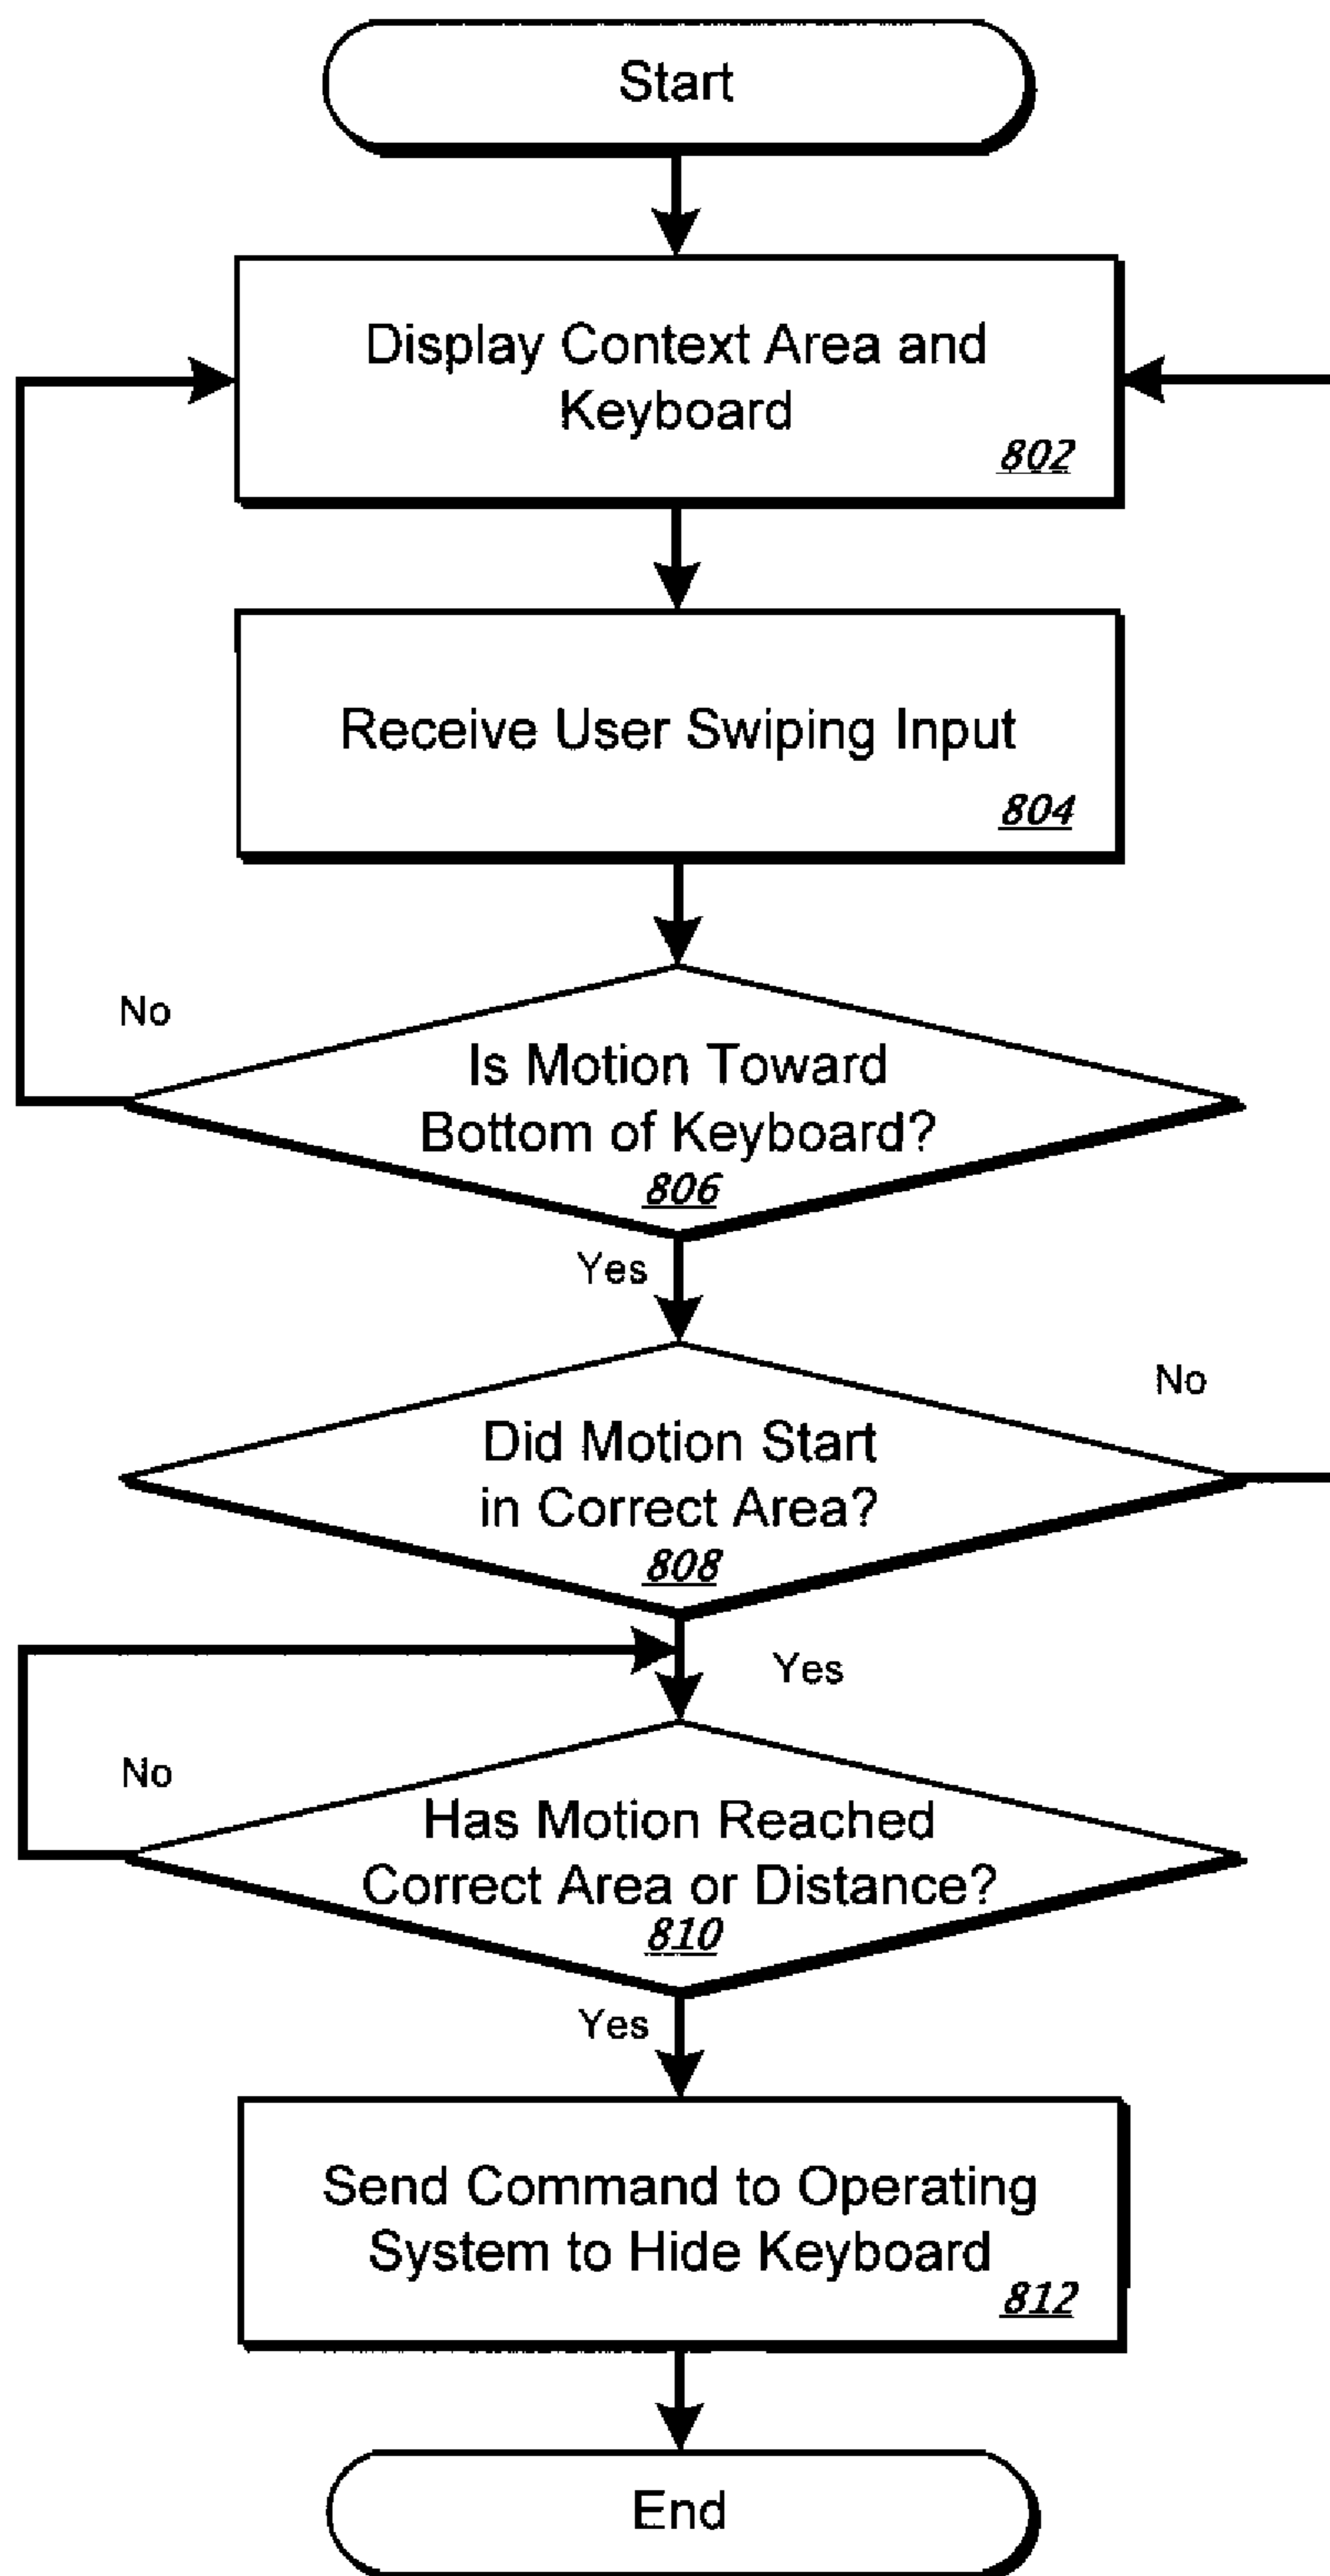 Start
Display Context Area and
Keyboard
802
Receive User Swiping Input
804
No
Is Motion Toward
Bottom of Keyboard?
806
Yes
No
Did Motion Start
in Correct Area?
808
Yes
No
Has Motion Reached
Correct Area or Distance?
810
Yes
Send Command to Operating
System to Hide Keyboard
812
End